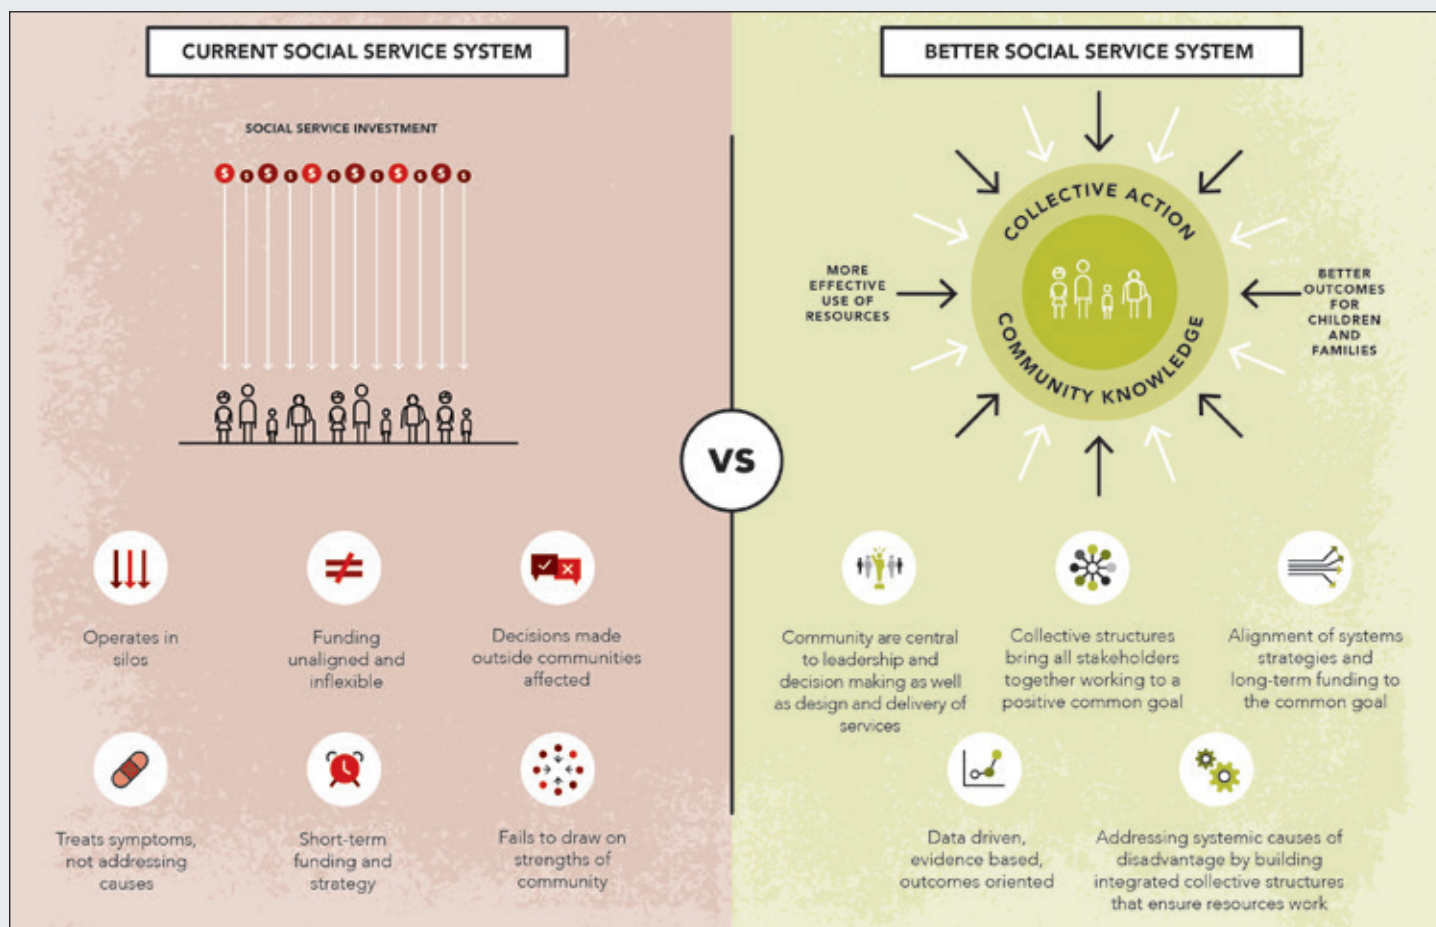 CURRENT SOCIAL SERVICE SYSTEM
SOCIAL SERVICE INVESTMENT
$ $ $ $ $ $ $ $ $ $ $ $
Operates in
silos
Funding
unaligned and
inflexible
Decisions made
outside communities
affected
Treats symptoms,
not addressing
causes
Short-term
funding and
strategy
Fails to draw on
strengths of
community
VS
BETTER SOCIAL SERVICE SYSTEM
COLLECTIVE ACTION
COMMUNITY KNOWLEDGE
MORE
EFFECTIVE
USE OF
RESOURCES
BETTER
OUTCOMES
FOR
CHILDREN
AND
FAMILIES
Community are central
to leadership and
decision making as well
as design and delivery of
services
Collective structures
bring all stakeholders
together working to a
positive common goal
Alignment of systems
strategies and
long-term funding to
the common goal
Data driven,
evidence based,
outcomes oriented
Addressing systemic causes of
disadvantage by building
integrated collective structures
that ensure resources work